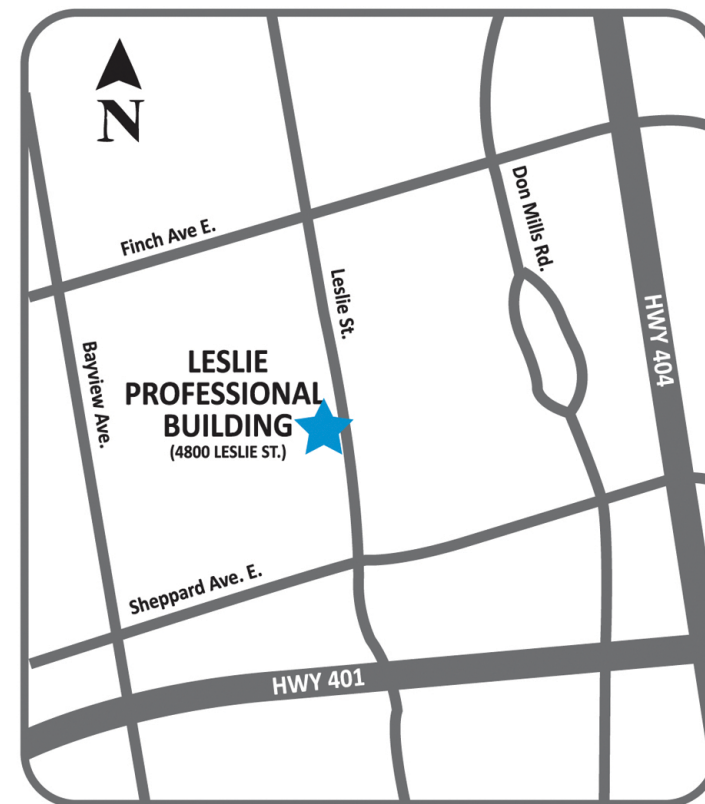 N
Finch Ave E.
Don Mills Rd.
Leslie St.
HWY 404
Bayview Ave.
LESLIE
PROFESSIONAL
BUILDING
(4800 LESLIE ST.)
Sheppard Ave. E.
HWY 401